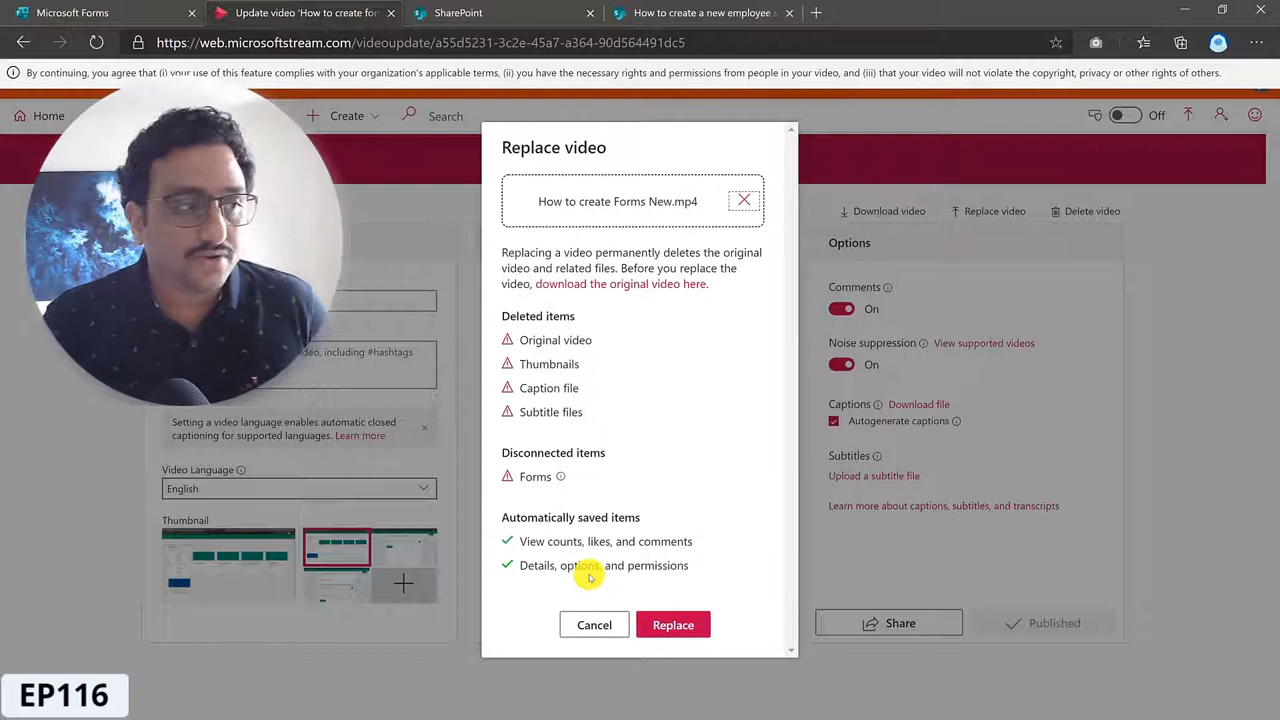 Microsoft Forms
Update video 'How to create for
SharePoint
How to create a new employee s
https://web.microsoftstream.com/videoupdate/a55d5231-3c2e-45a7-a364-90d564491dc5
By continuing, you agree that (i) your use of this feature complies with your organization's applicable terms, (ii) you have the necessary rights and permissions from people in your video, and (iii) that your video will not violate the copyright, privacy or other rights of others.
Home
Create
Search
Off
Replace video
How to create Forms New.mp4
Replacing a video permanently deletes the original
video and related files. Before you replace the
video, download the original video here.
Deleted items
Original video
Thumbnails
Caption file
Subtitle files
Disconnected items
Forms
Automatically saved items
View counts, likes, and comments
Details, options, and permissions
Cancel
Replace
Download video
Replace video
Delete video
Options
Comments
On
Noise suppression
View supported videos
On
Captions
Download file
Autogenerate captions
Subtitles
Upload a subtitle file
Learn more about captions, subtitles, and transcripts
Share
Published
including #hashtags
Setting a video language enables automatic closed
captioning for supported languages. Learn more
Video Language
English
Thumbnail
EP116